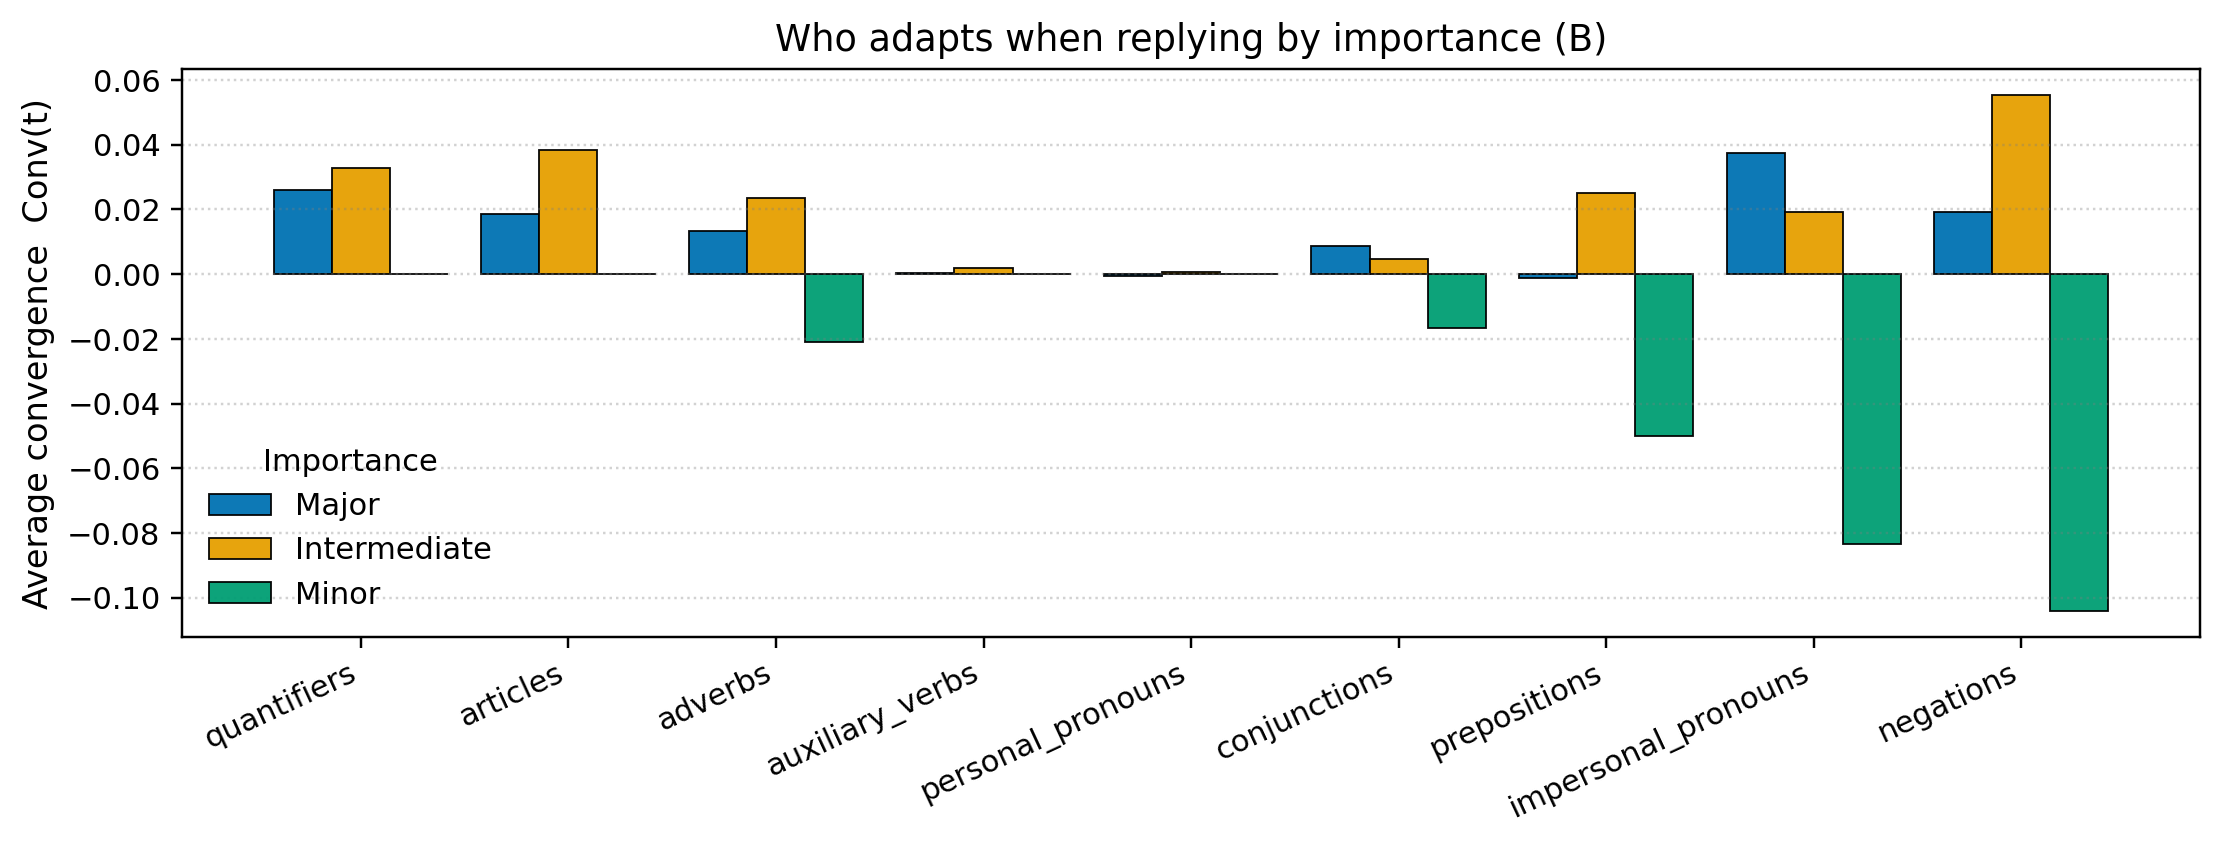 Who adapts when replying by importance (B)
Average convergence  Conv(t)
0.06
0.04
0.02
0.00
−0.02
−0.04
−0.06
−0.08
−0.10
Importance
Major
Intermediate
Minor
quantifiers
articles
adverbs
auxiliary_verbs
personal_pronouns
conjunctions
prepositions
impersonal_pronouns
negations